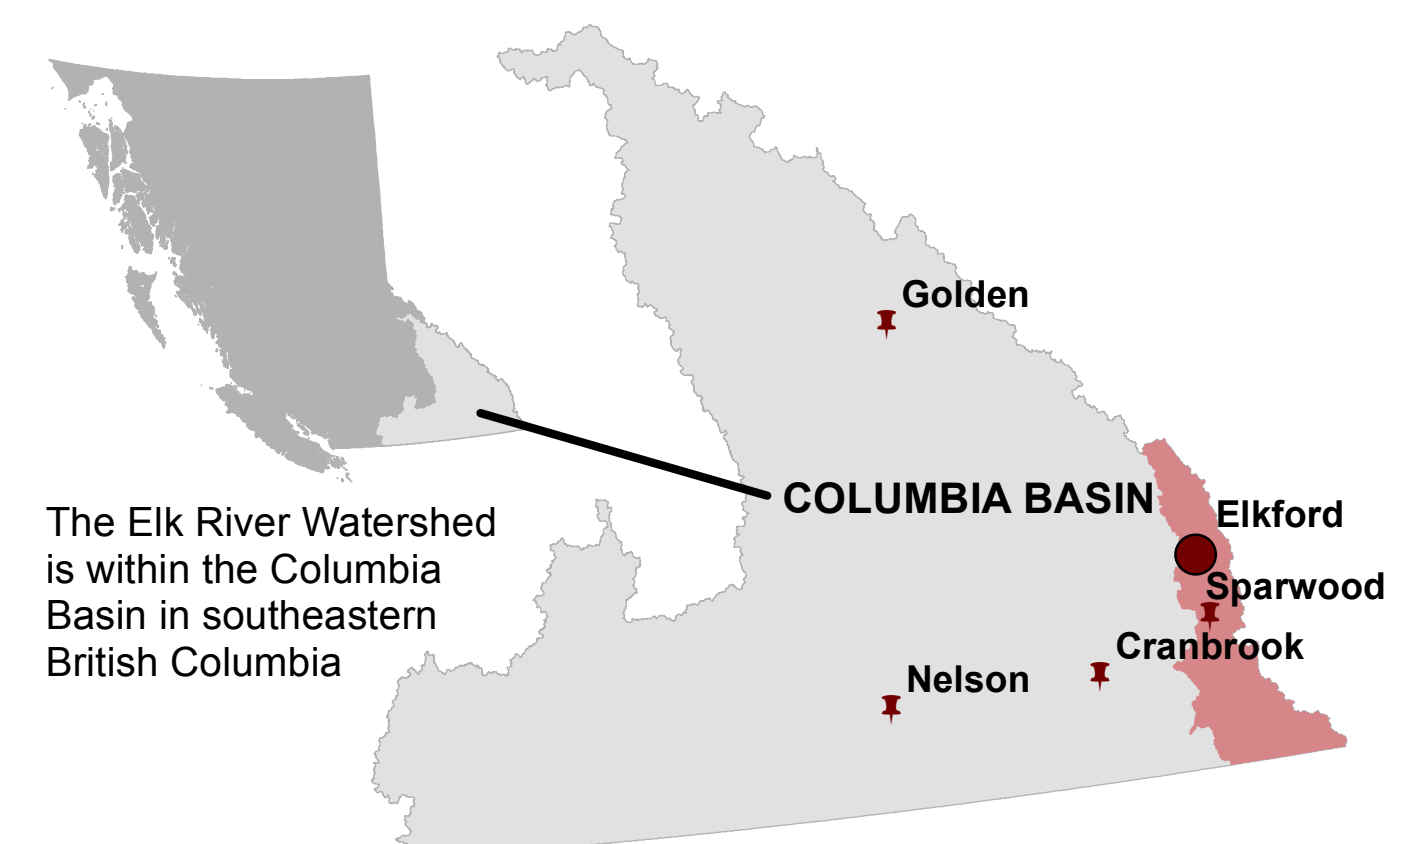 Golden
COLUMBIA BASIN
Elkford
Sparwood
Cranbrook
Nelson
The Elk River Watershed
is within the Columbia
Basin in southeastern
British Columbia